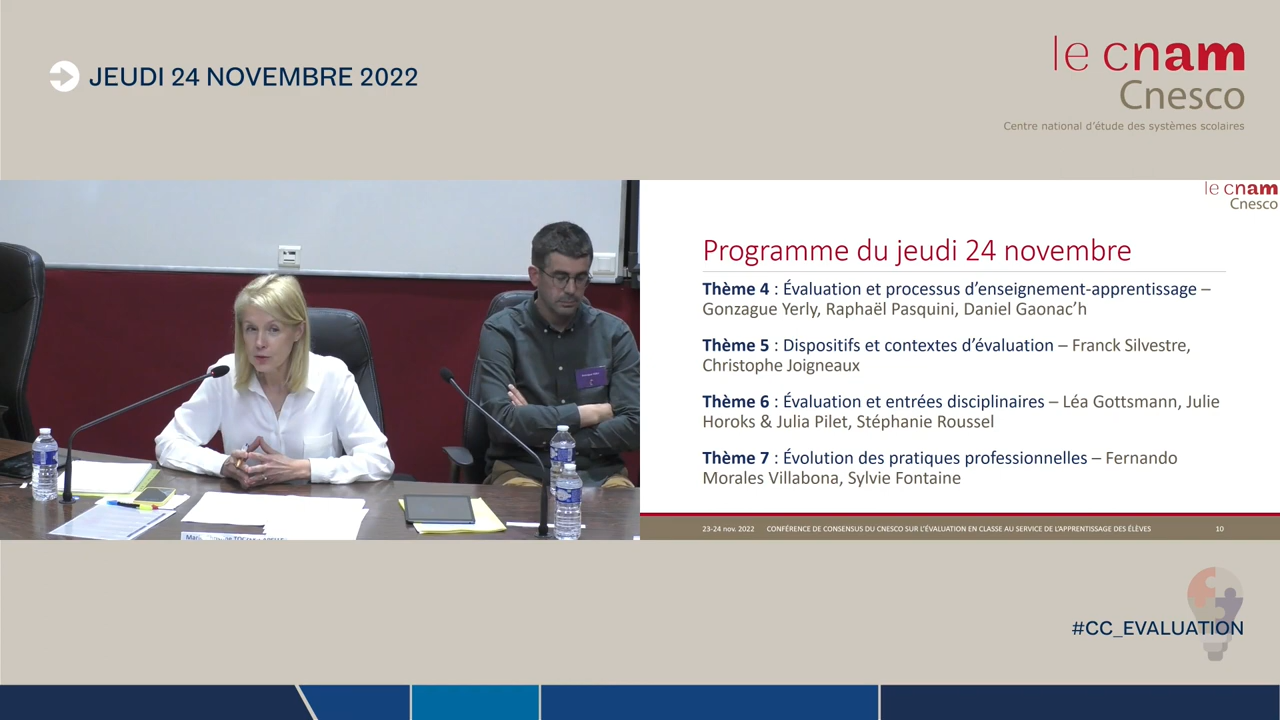 JEUDI 24 NOVEMBRE 2022
le cnam
Cnesco
Centre national d'étude des systèmes scolaires
le cnam
Cnesco
Programme du jeudi 24 novembre
Thème 4 : Évaluation et processus d'enseignement-apprentissage –
Gonzague Yerly, Raphaël Pasquini, Daniel Gaonac'h
Thème 5 : Dispositifs et contextes d'évaluation – Franck Silvestre,
Christophe Joigneaux
Thème 6 : Évaluation et entrées disciplinaires – Léa Gottsmann, Julie
Horoks & Julia Pilet, Stéphanie Roussel
Thème 7 : Évolution des pratiques professionnelles – Fernando
Morales Villabona, Sylvie Fontaine
23-24 nov. 2022 CONFÉRENCE DE CONSENSUS DU CNESCO SUR L'ÉVALUATION EN CLASSE AU SERVICE DE L'APPRENTISSAGE DES ÉLÈVES 10
#CC_EVALUATION